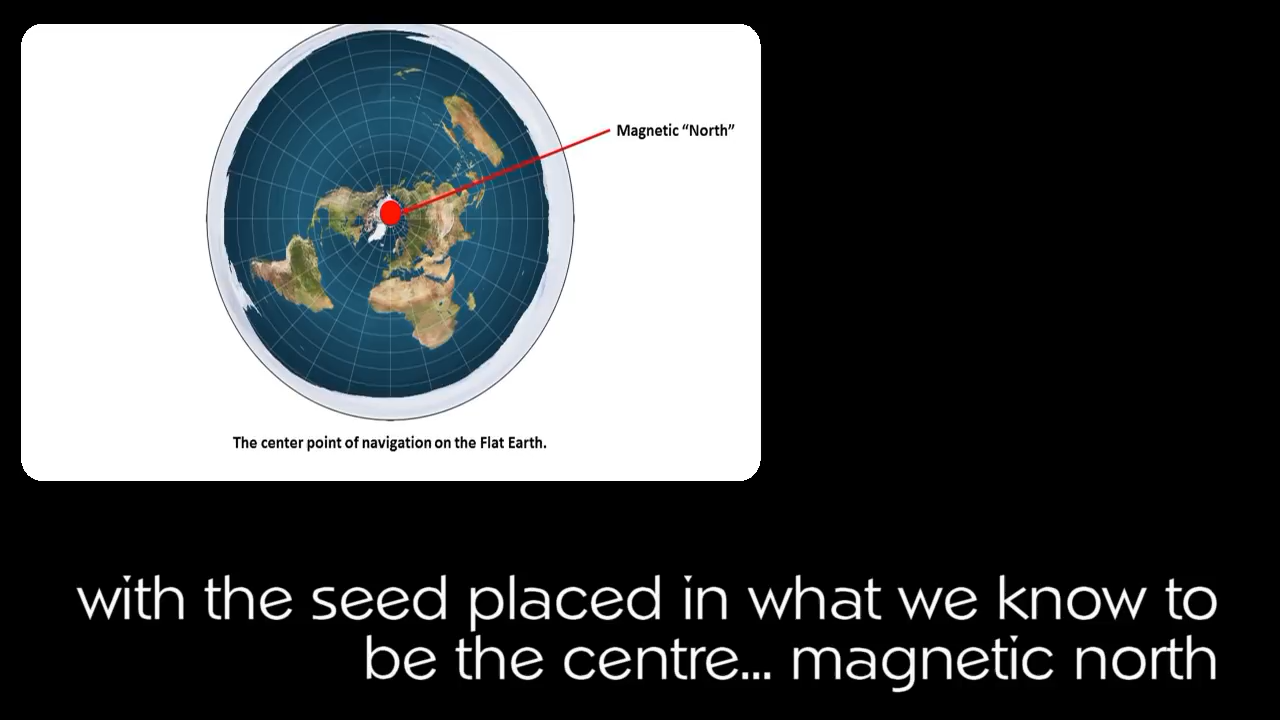 Magnetic “North”
The center point of navigation on the Flat Earth.
with the seed placed in what we know to
be the centre... magnetic north